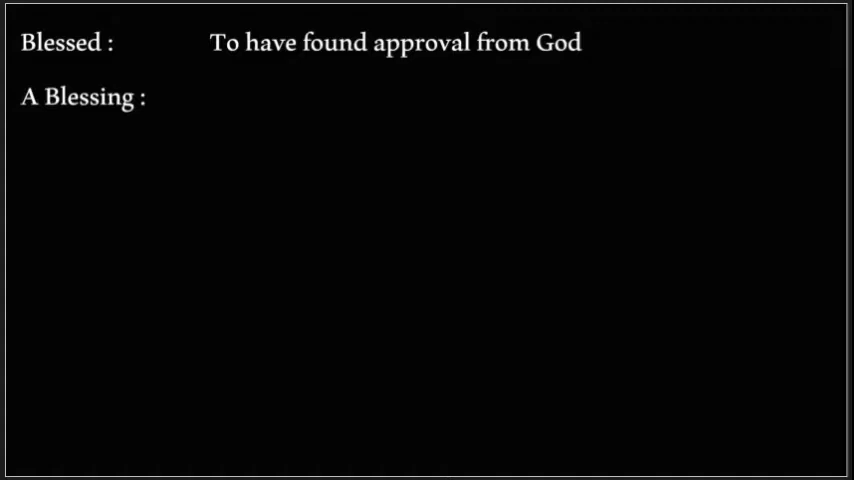 Blessed : To have found approval from God
A Blessing :